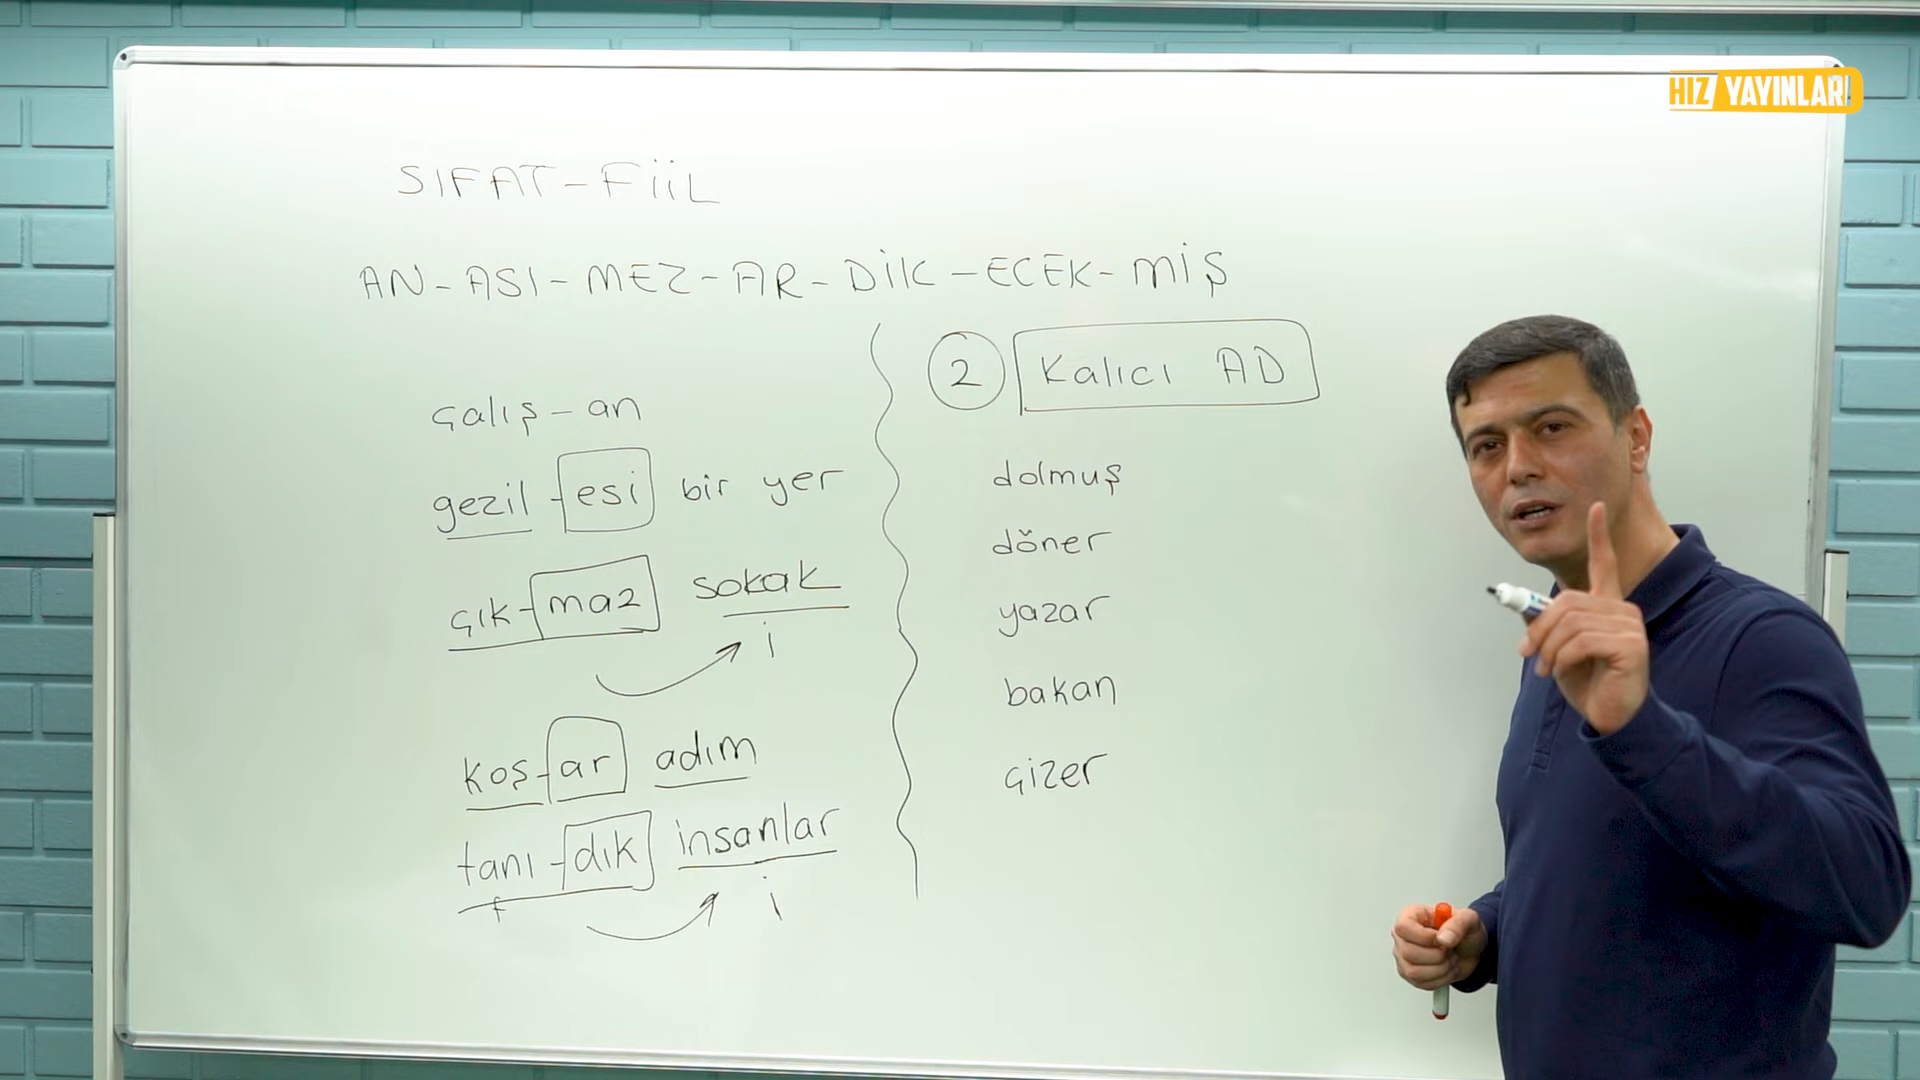 HIZ YAYINLARI
SIFAT-FİİL
AN-ASI-MEZ-AR-DİK-ECEK-MİŞ
çalış-an
gezil-esi bir yer
çık-maz sokak
i
koş-ar adım
tanı-dık insanlar
f i
2 Kalıcı AD
dolmuş
döner
yazar
bakan
çizer